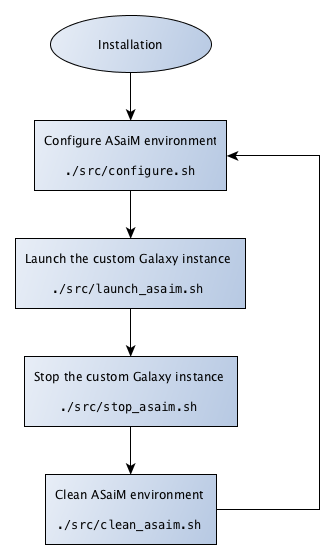 Installation
Configure ASaiM environment
./src/configure.sh
Launch the custom Galaxy instance
./src/launch_asaim.sh
Stop the custom Galaxy instance
./src/stop_asaim.sh
Clean ASaiM environment
./src/clean_asaim.sh